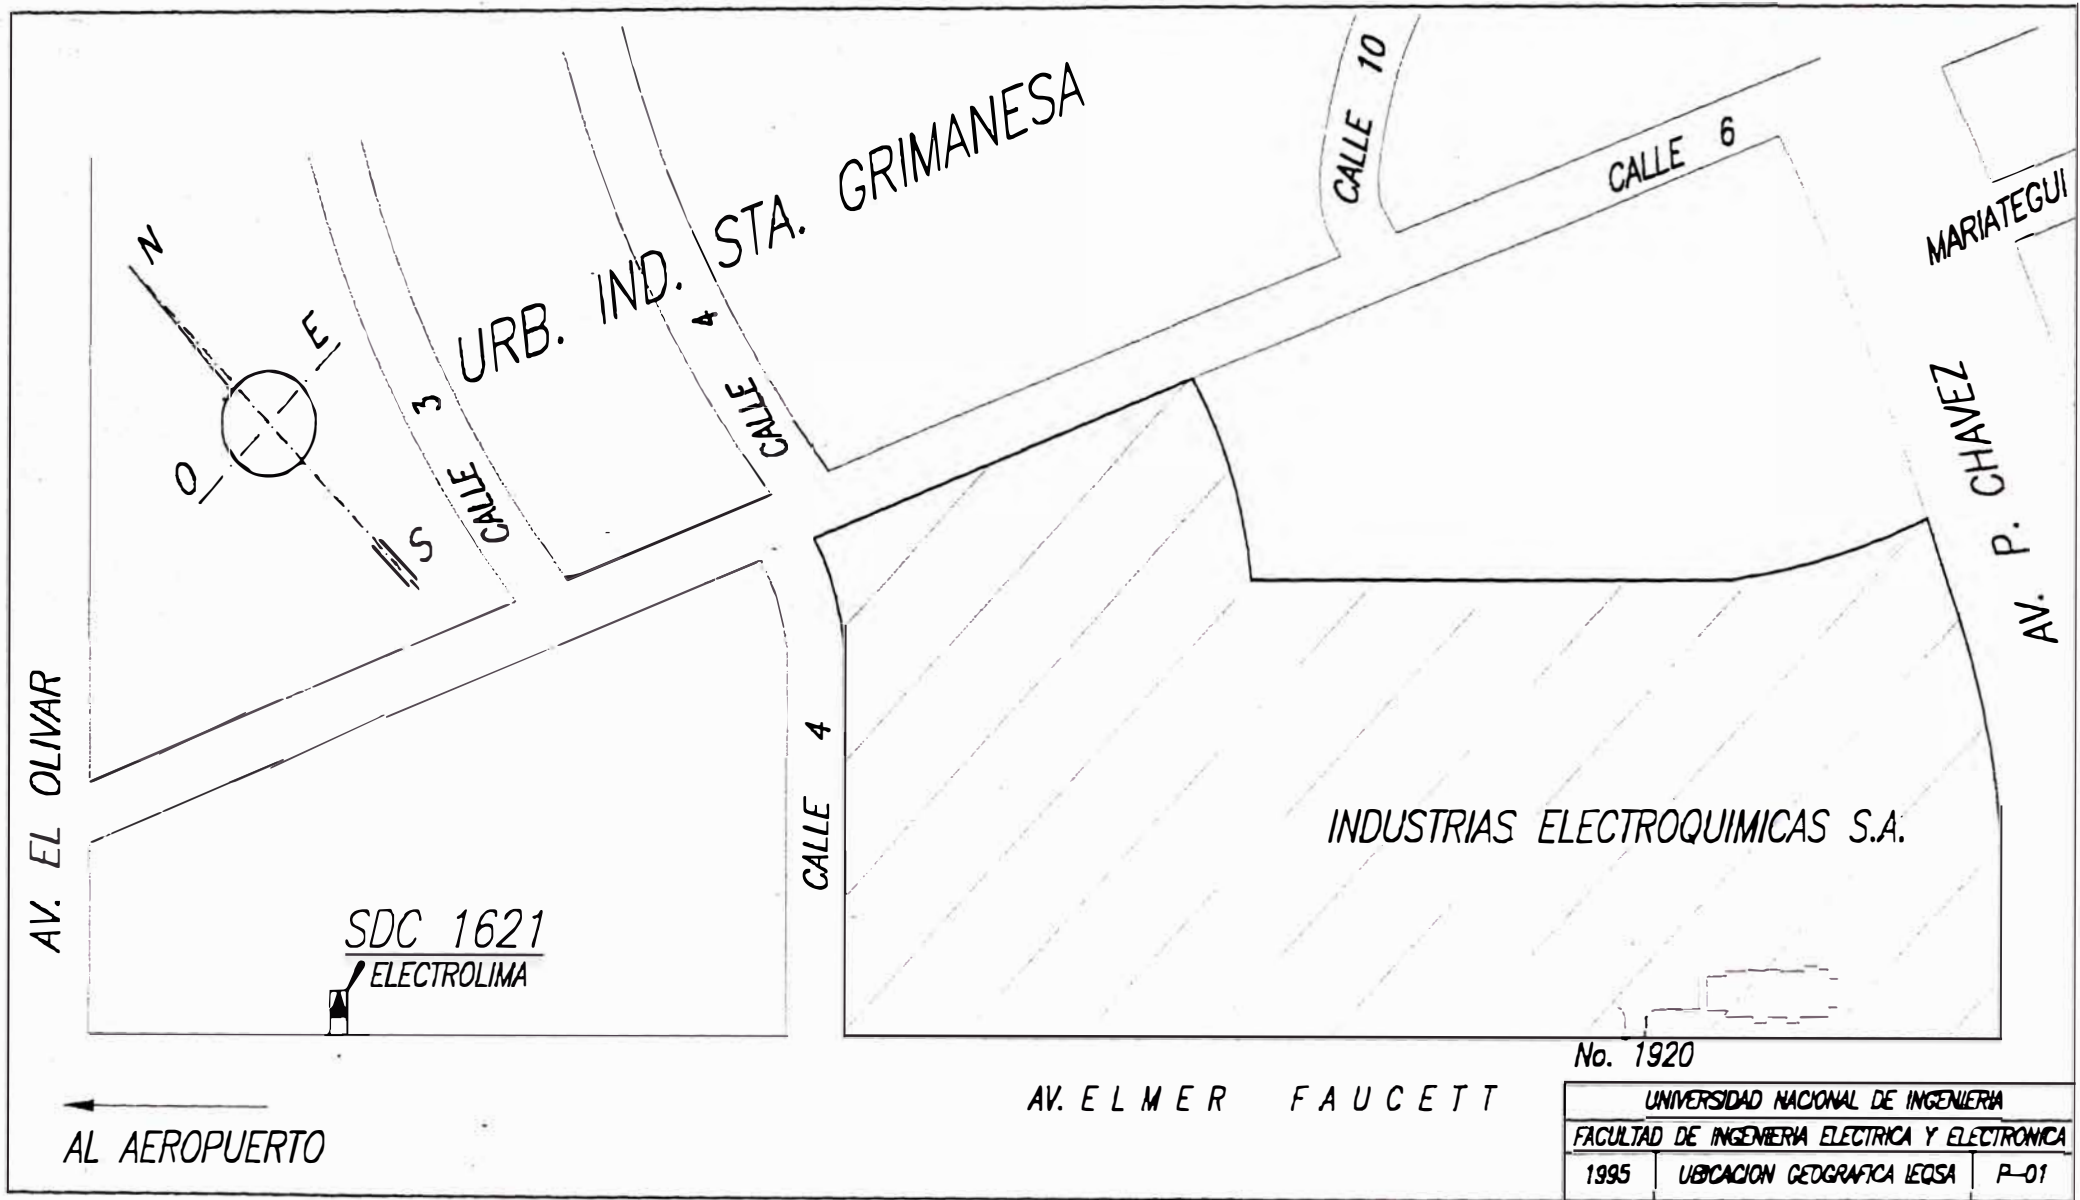 CALLE 10
URB. IND. STA. GRIMANESA
CALLE 6
MARIATEGUI
N
E
O
S
CALLE 3
CALLE 4
AV. P. CHAVEZ
AV. EL OLIVAR
CALLE 4
INDUSTRIAS ELECTROQUIMICAS S.A.
SDC 1621
ELECTROLIMA
No. 1920
AV. ELMER FAUCETT
AL AEROPUERTO
UNIVERSIDAD NACIONAL DE INGENIERIA
FACULTAD DE INGENIERIA ELECTRICA Y ELECTRONICA
1995 UBICACION GEOGRAFICA IEQSA P-01